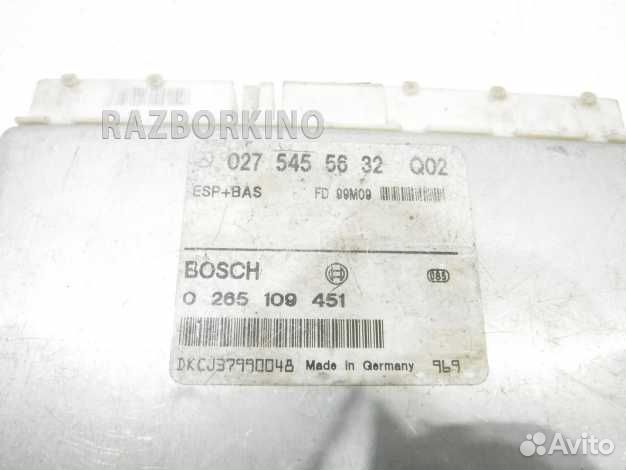 RAZBORKINO
027 545 56 32 Q02
ESP+BAS FD 99M09
BOSCH 085
0 265 109 451
DKCJ37990048 Made in Germany 969
Avito